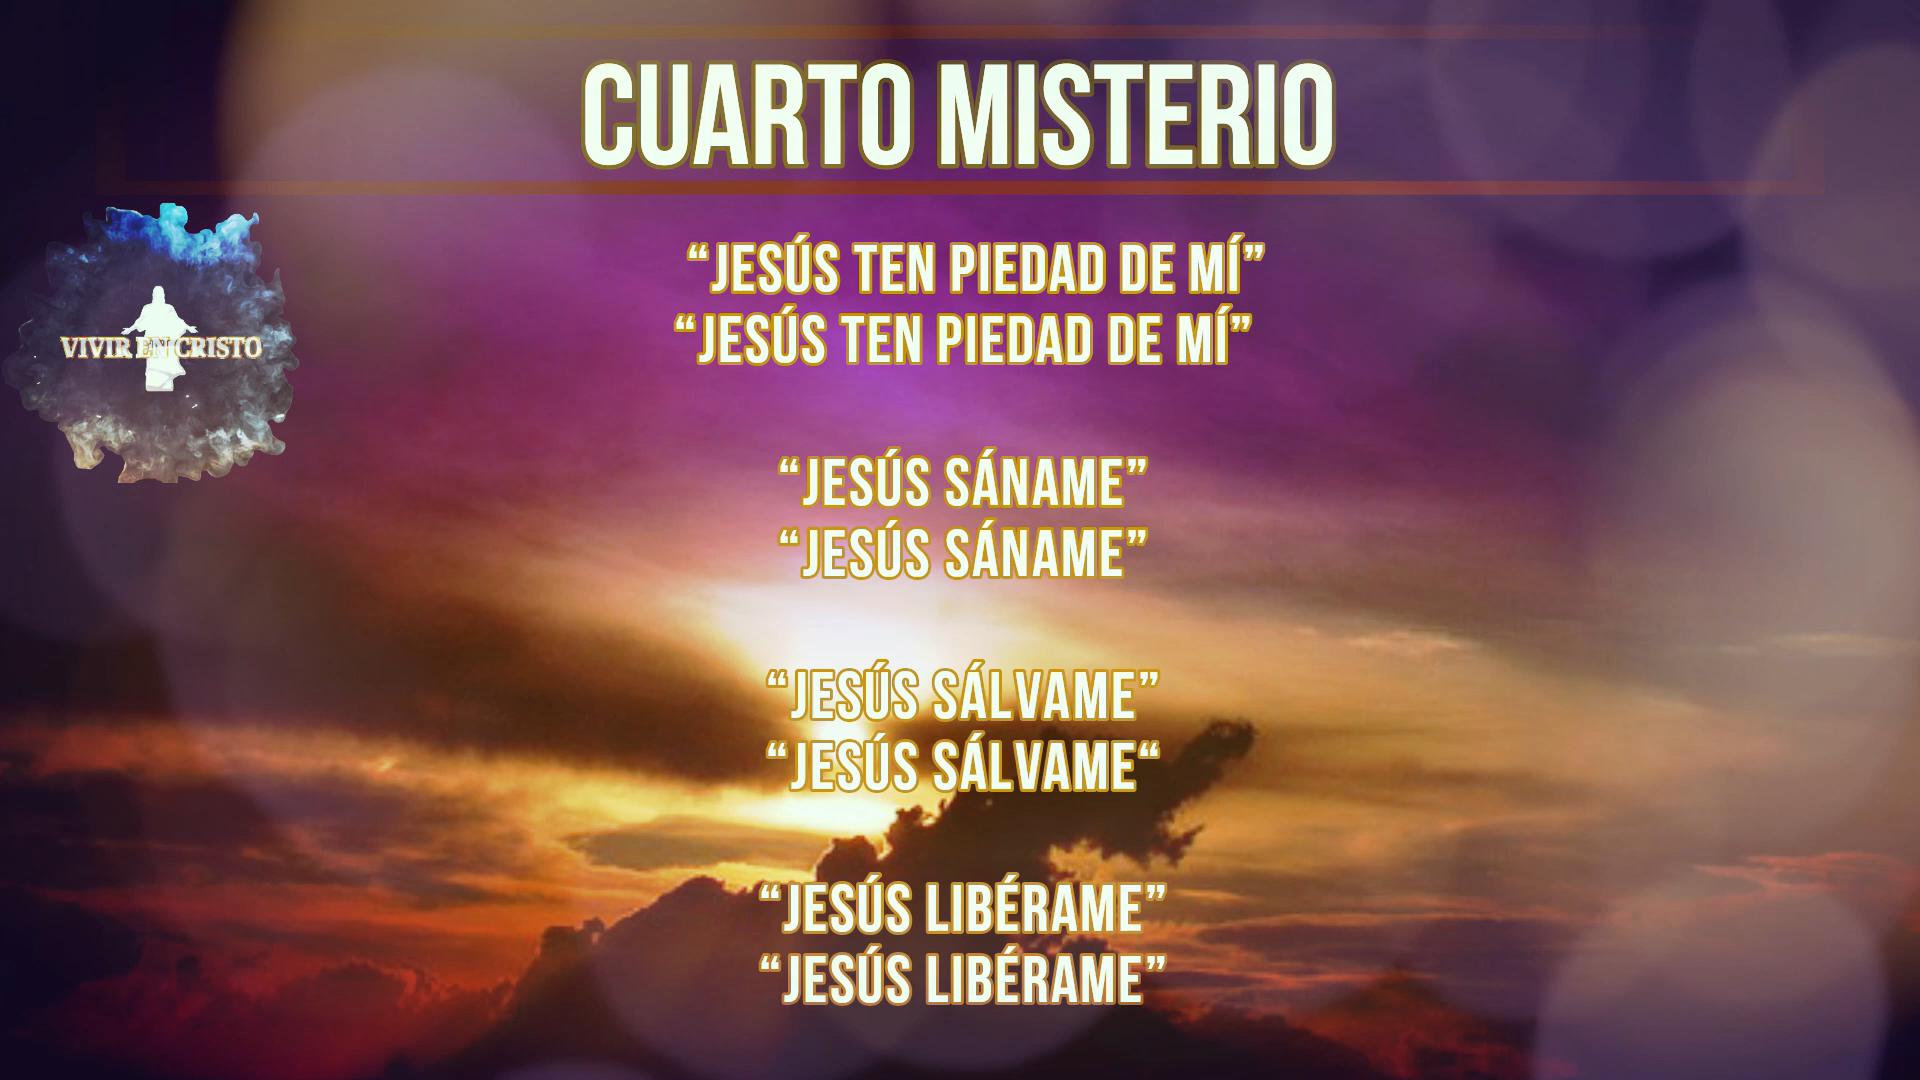 CUARTO MISTERIO
VIVIR EN CRISTO
“JESÚS TEN PIEDAD DE MÍ”
“JESÚS TEN PIEDAD DE MÍ”
“JESÚS SÁNAME”
“JESÚS SÁNAME”
“JESÚS SÁLVAME”
“JESÚS SÁLVAME“
“JESÚS LIBÉRAME”
“JESÚS LIBÉRAME”